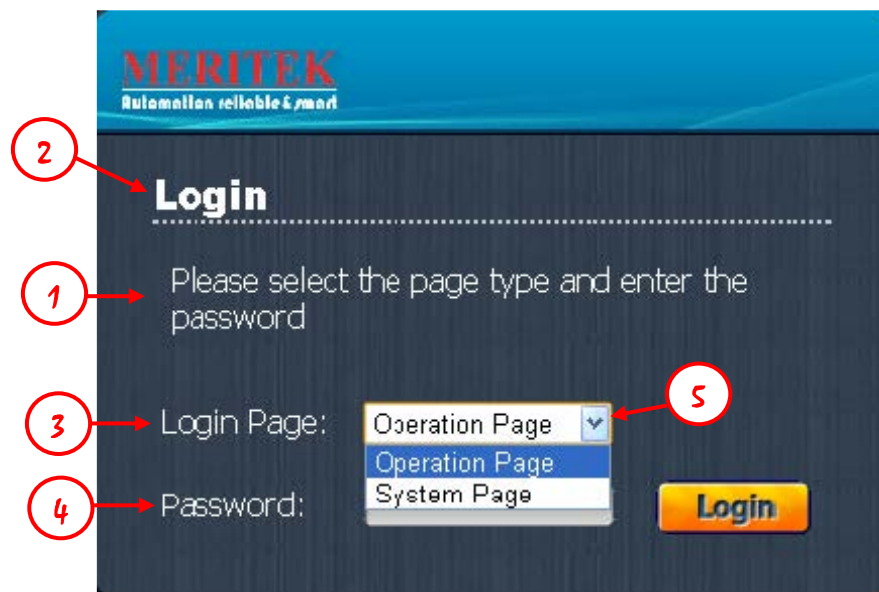 MERITEK
Automation reliable & smart
2
Login
1
Please select the page type and enter the
password
3
Login Page:
Operation Page
5
Operation Page
System Page
4
Password:
Login